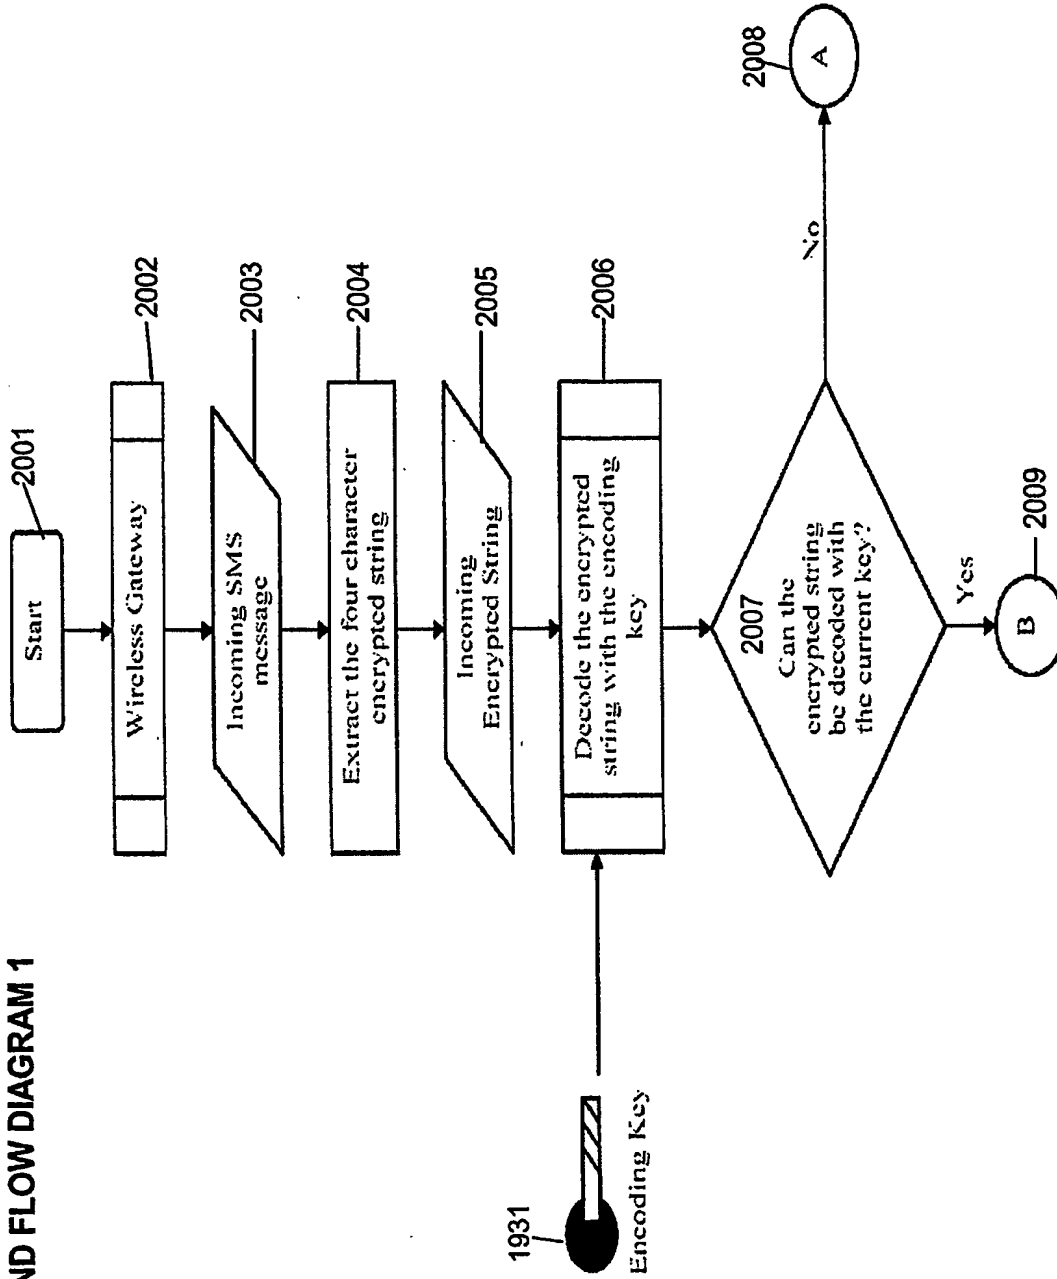 ND FLOW DIAGRAM 1
Start
2001
Wireless Gateway
2002
Incoming SMS
message
2003
Extract the four character
encrypted string
2004
Incoming
Encrypted String
2005
Decode the encrypted
string with the encoding
key
2006
1931
Encoding Key
2007
Can the
encrypted string
be decoded with
the current key?
No
2008
A
Yes
B
2009